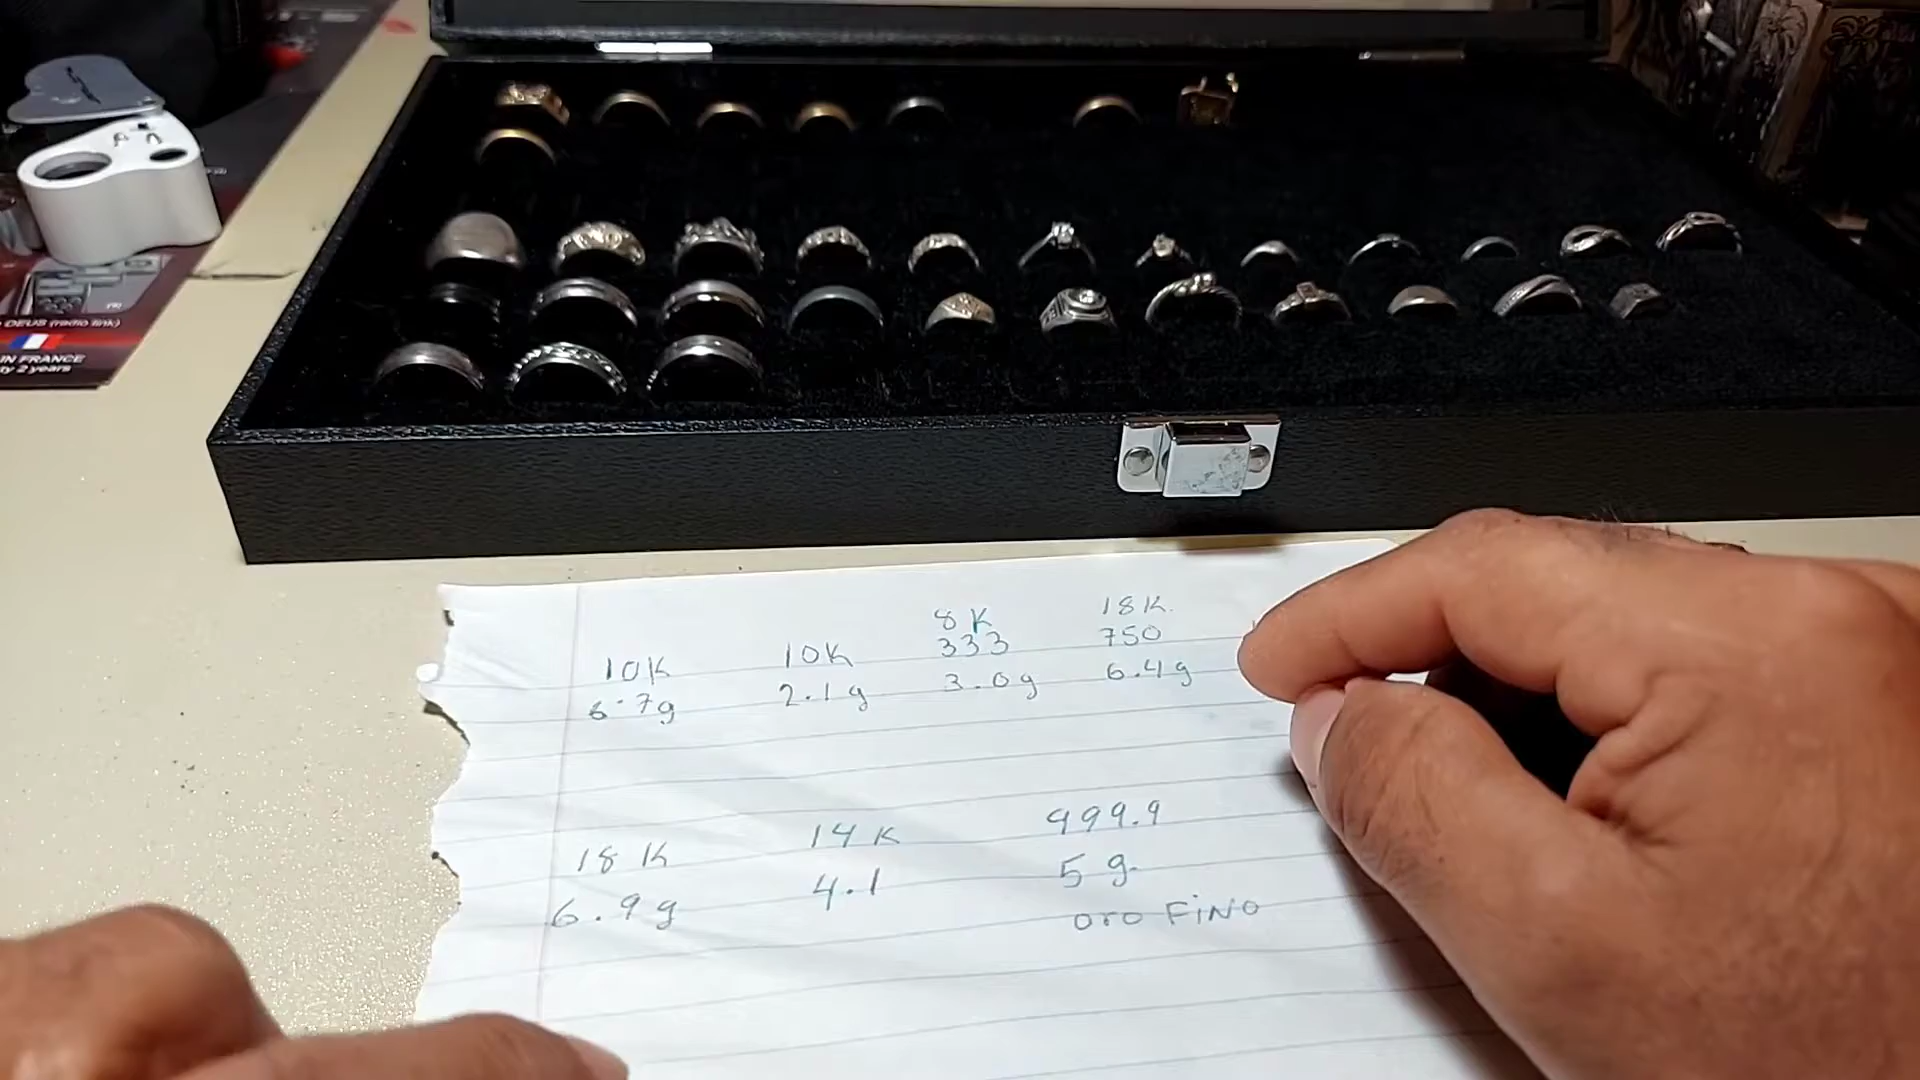 DEUS (radio link)
IN FRANCE
ty 2 years
10K
6.7g
10K
2.1g
8K
333
3.0g
18K.
750
6.4g
18K
6.9g
14K
4.1
999.9
5g.
oro FiNO